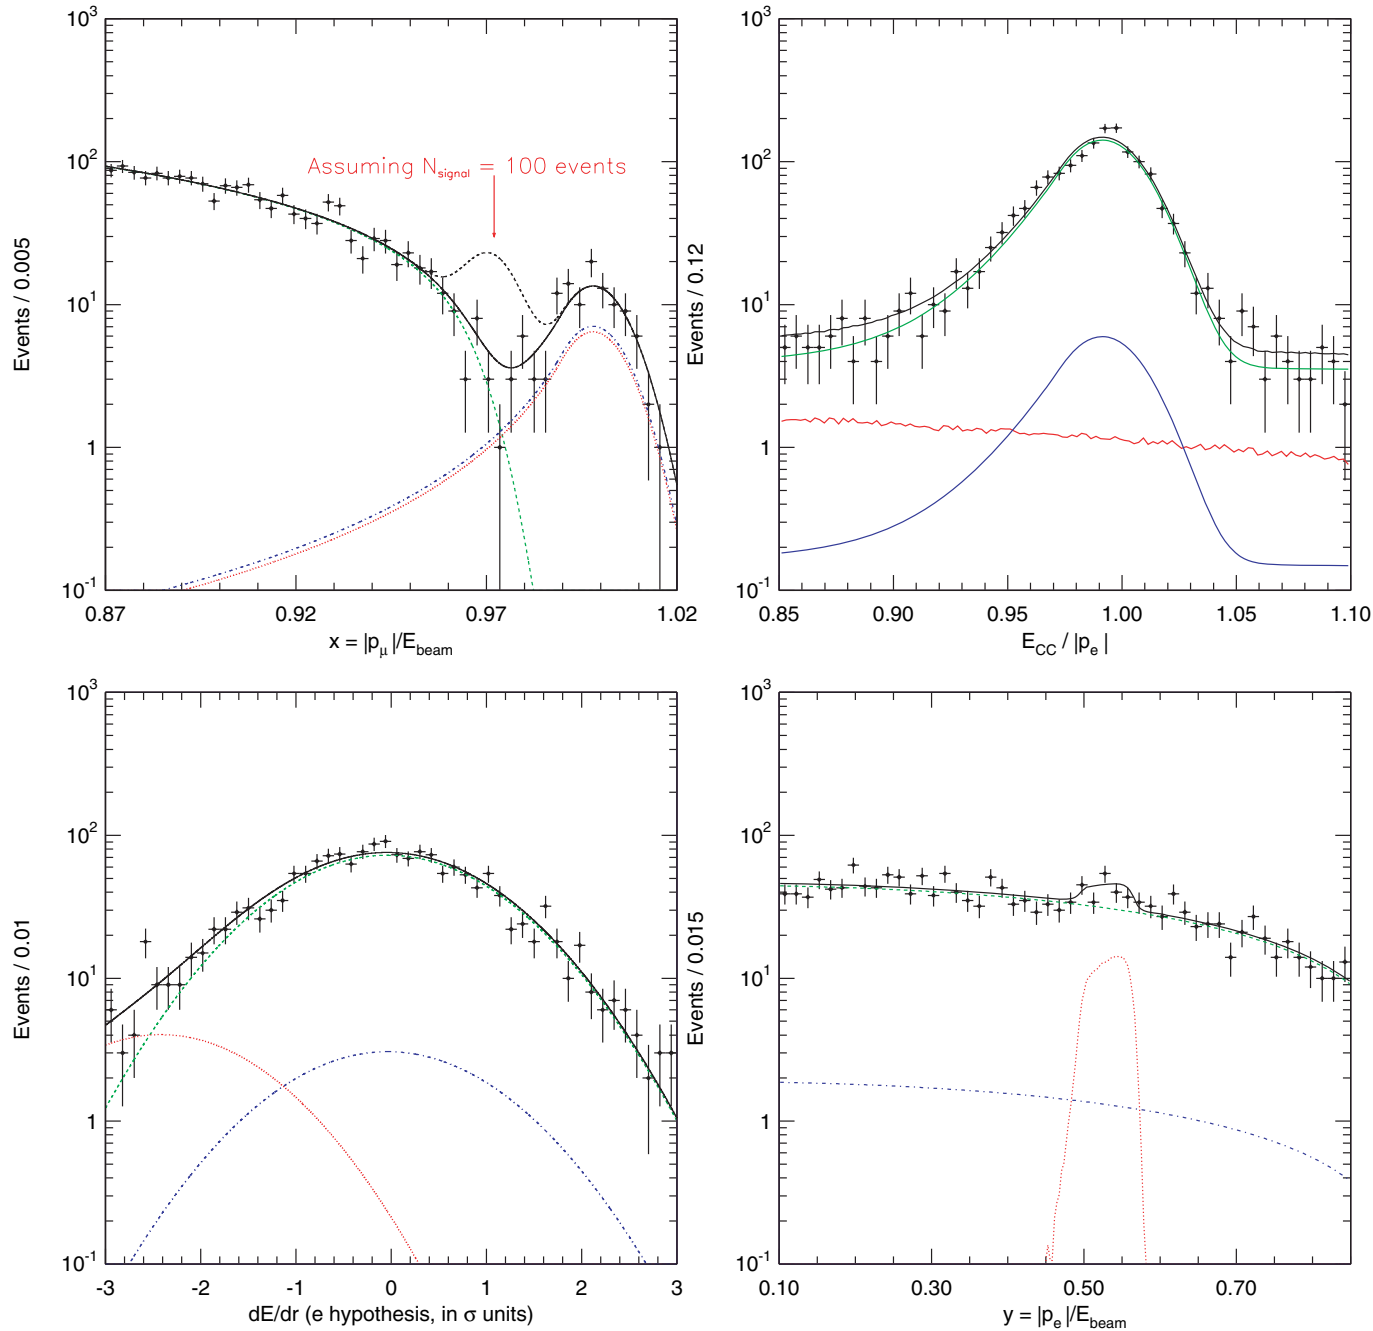 10³
10²
10
1
10⁻¹
Events / 0.005
Assuming N_signal = 100 events
0.87 0.92 0.97 1.02
x = |p_μ|/E_beam
10³
10²
10
1
10⁻¹
Events / 0.12
0.85 0.90 0.95 1.00 1.05 1.10
E_CC / |p_e|
10³
10²
10
1
10⁻¹
Events / 0.01
-3 -2 -1 0 1 2 3
dE/dr (e hypothesis, in σ units)
10³
10²
10
1
10⁻¹
Events / 0.015
0.10 0.30 0.50 0.70
y = |p_e|/E_beam